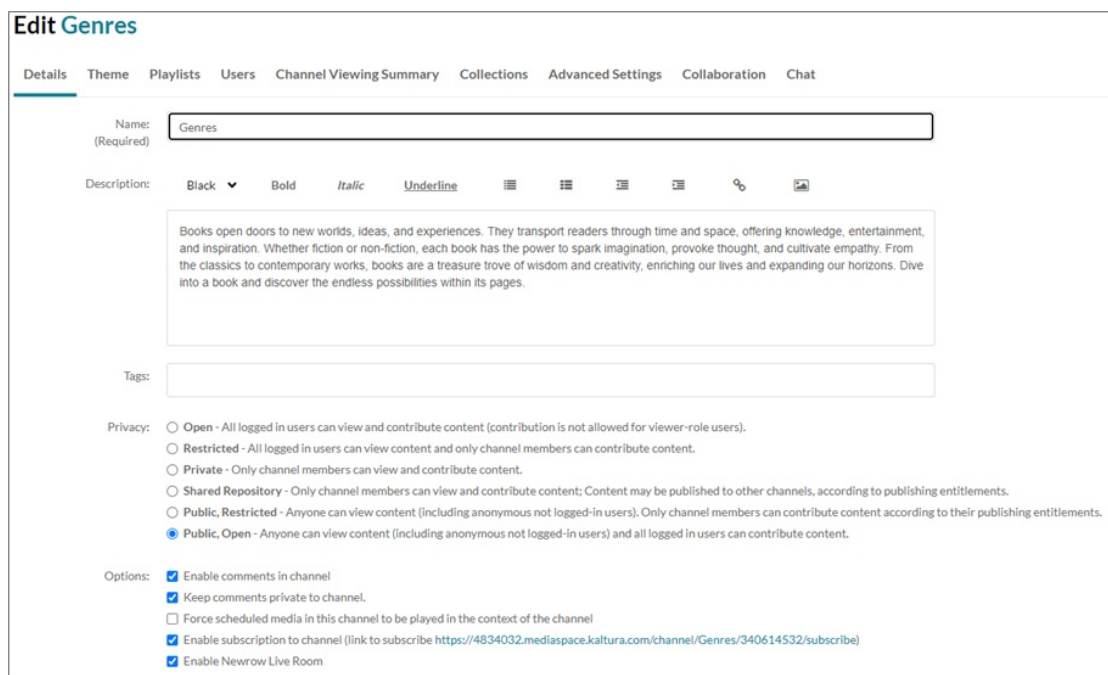 Edit Genres
Details Theme Playlists Users Channel Viewing Summary Collections Advanced Settings Collaboration Chat
Name: Genres
(Required)
Description: Black Bold Italic Underline
Books open doors to new worlds, ideas, and experiences. They transport readers through time and space, offering knowledge, entertainment,
and inspiration. Whether fiction or non-fiction, each book has the power to spark imagination, provoke thought, and cultivate empathy. From
the classics to contemporary works, books are a treasure trove of wisdom and creativity, enriching our lives and expanding our horizons. Dive
into a book and discover the endless possibilities within its pages.
Tags:
Privacy: Open - All logged in users can view and contribute content (contribution is not allowed for viewer-role users).
Restricted - All logged in users can view content and only channel members can contribute content.
Private - Only channel members can view and contribute content.
Shared Repository - Only channel members can view and contribute content; Content may be published to other channels, according to publishing entitlements.
Public, Restricted - Anyone can view content (including anonymous not logged-in users). Only channel members can contribute content according to their publishing entitlements.
Public, Open - Anyone can view content (including anonymous not logged-in users) and all logged in users can contribute content.
Options: Enable comments in channel
Keep comments private to channel.
Force scheduled media in this channel to be played in the context of the channel
Enable subscription to channel (link to subscribe https://4834032.mediaspace.kaltura.com/channel/Genres/340614532/subscribe)
Enable Newrow Live Room